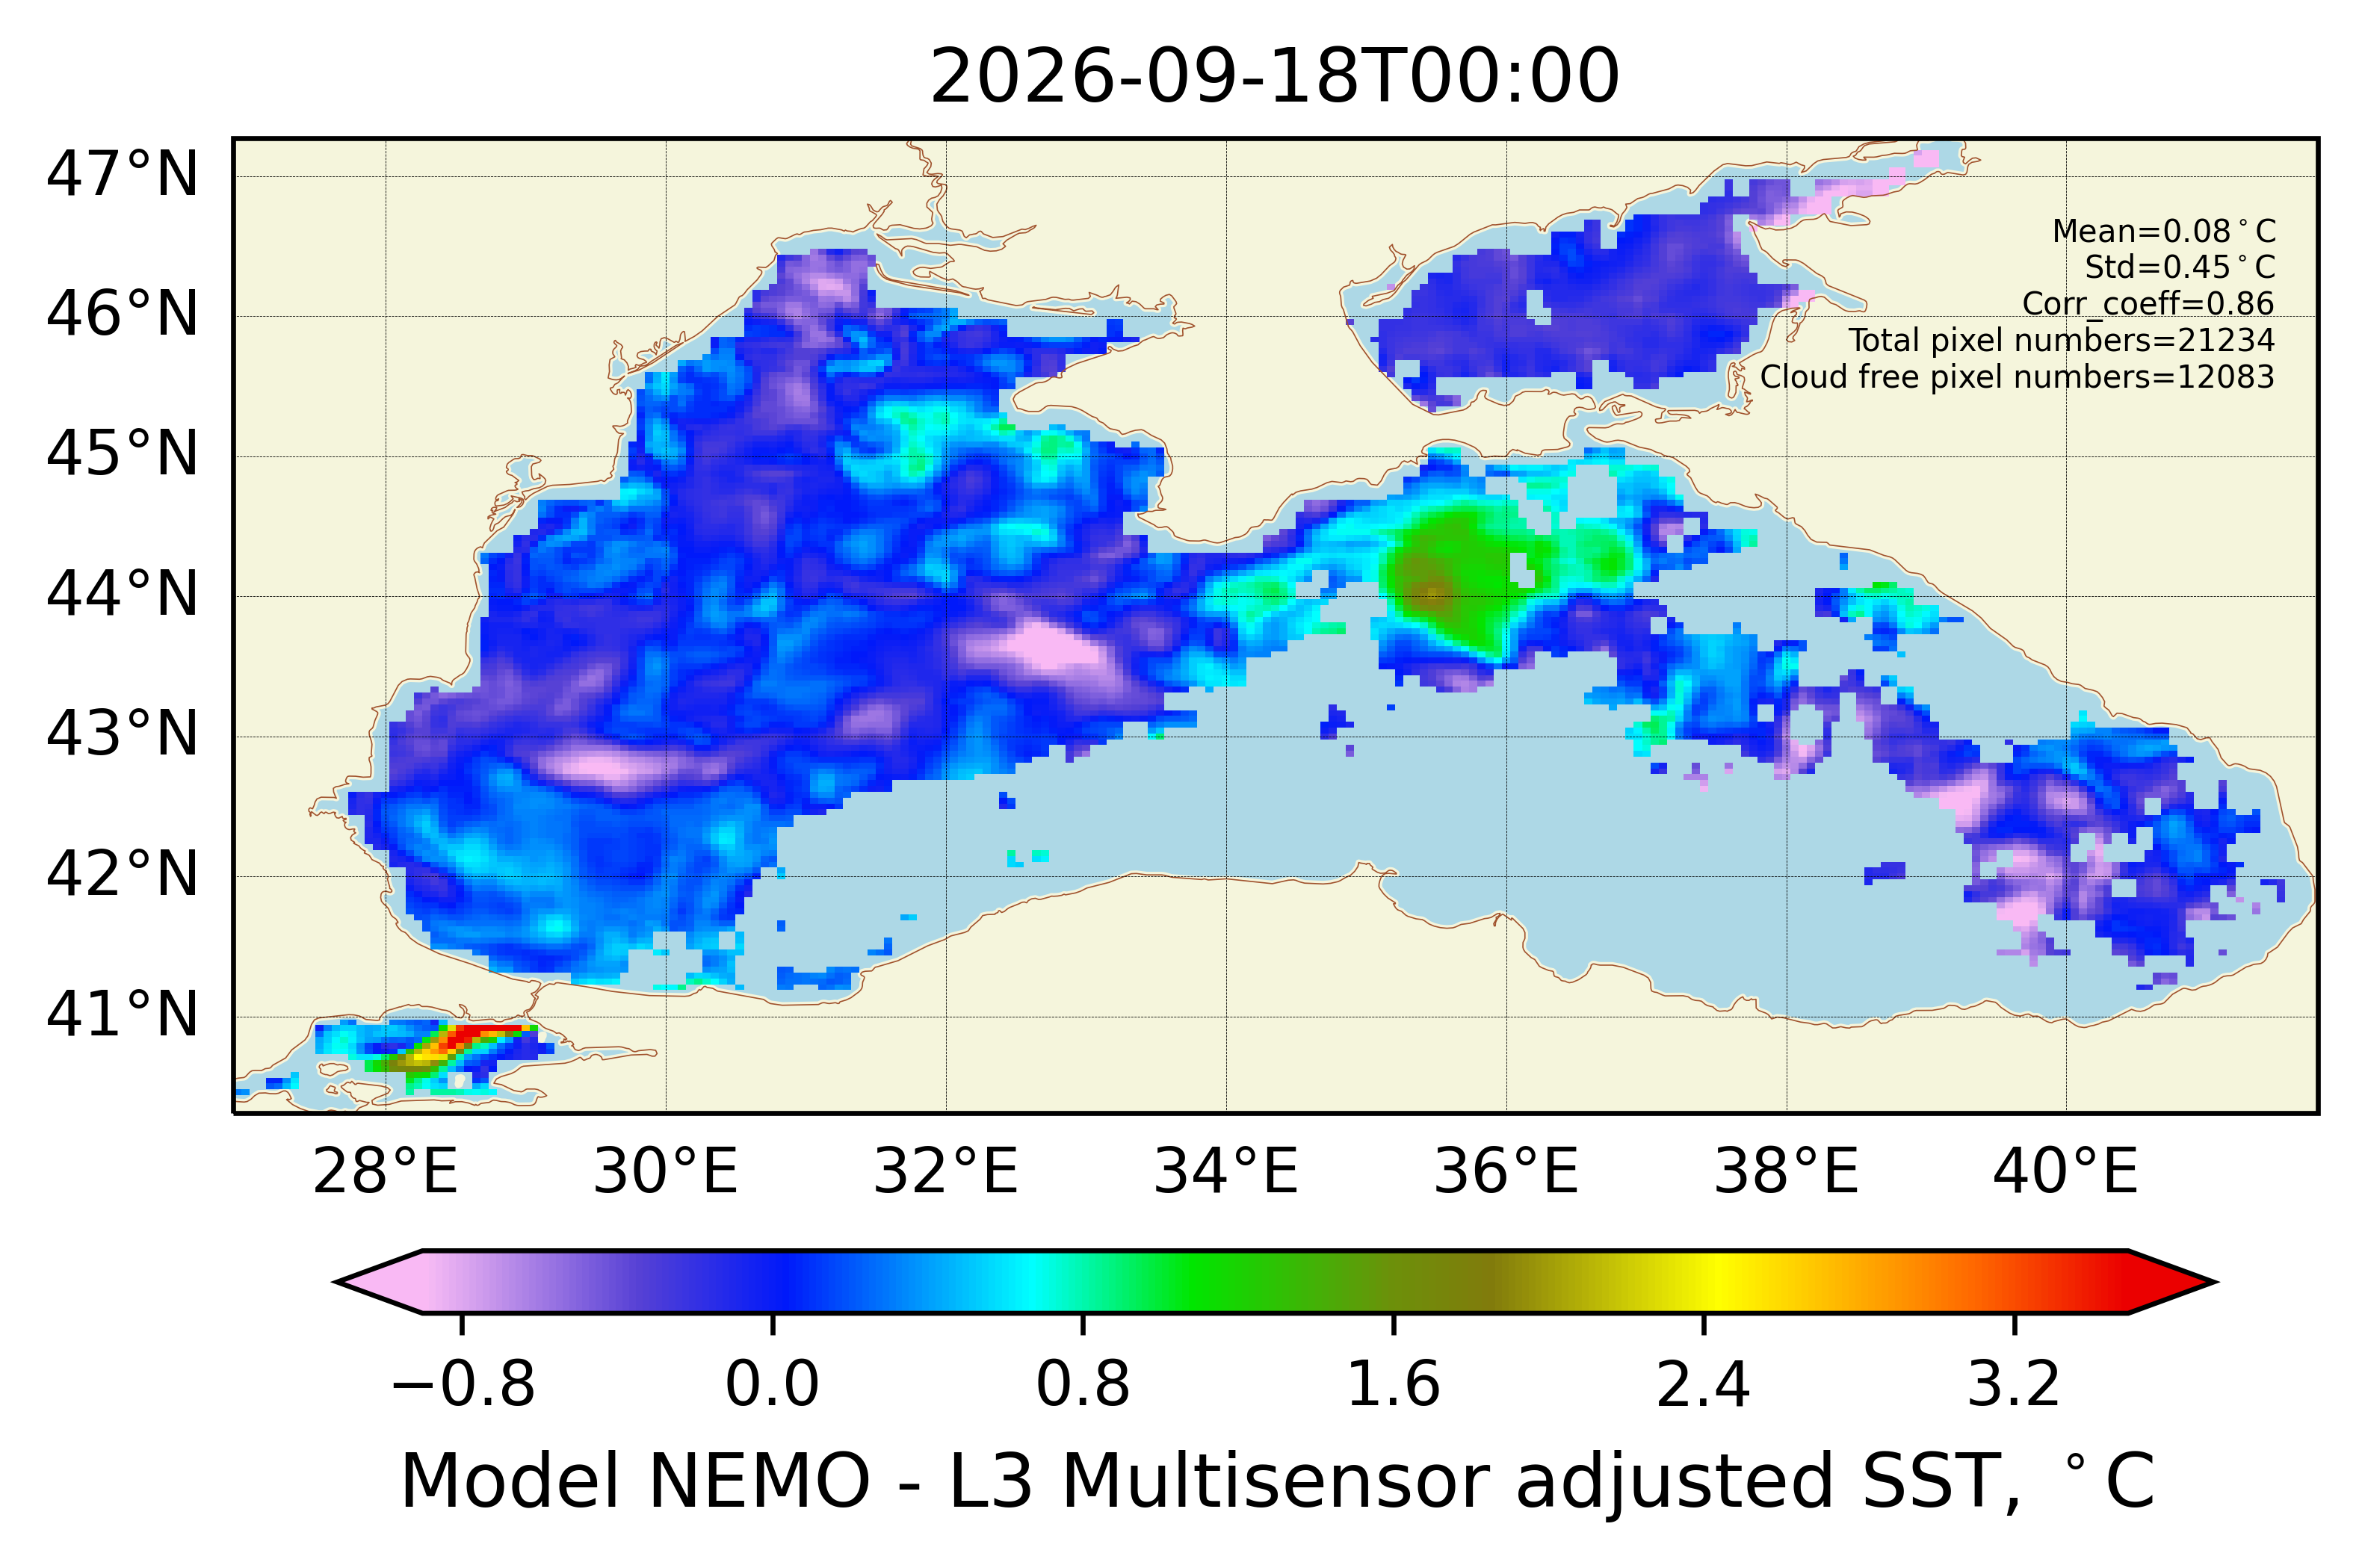 2026-09-18T00:00
47°N
46°N
45°N
44°N
43°N
42°N
41°N
Mean=0.08°C
Std=0.45°C
Corr_coeff=0.86
Total pixel numbers=21234
Cloud free pixel numbers=12083
28°E 30°E 32°E 34°E 36°E 38°E 40°E
−0.8 0.0 0.8 1.6 2.4 3.2
Model NEMO - L3 Multisensor adjusted SST, °C